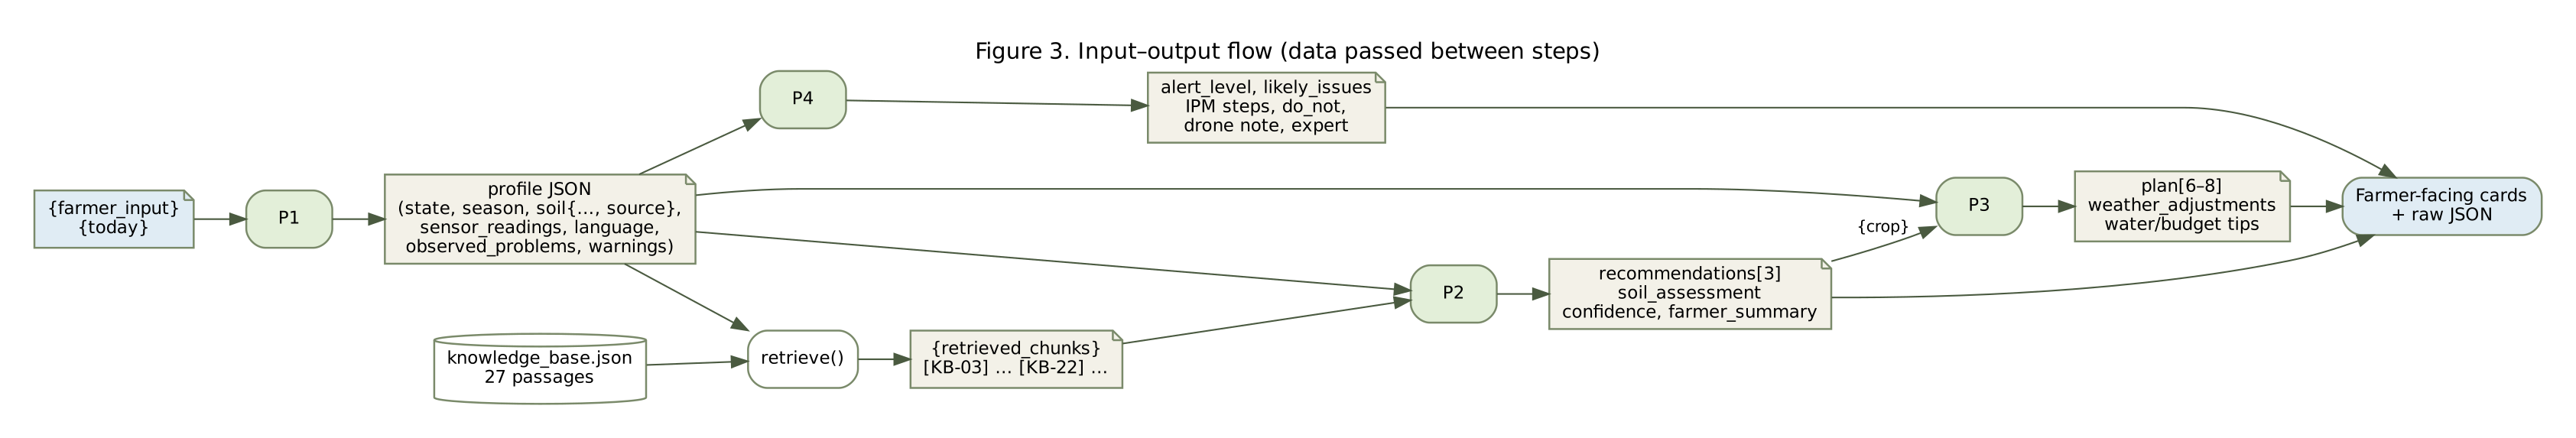 Figure 3. Input–output flow (data passed between steps)
P4
alert_level, likely_issues
IPM steps, do_not,
drone note, expert
{farmer_input}
{today}
P1
profile JSON
(state, season, soil{..., source},
sensor_readings, language,
observed_problems, warnings)
P3
plan[6–8]
weather_adjustments
water/budget tips
Farmer-facing cards
+ raw JSON
{crop}
P2
recommendations[3]
soil_assessment
confidence, farmer_summary
knowledge_base.json
27 passages
retrieve()
{retrieved_chunks}
[KB-03] ... [KB-22] ...